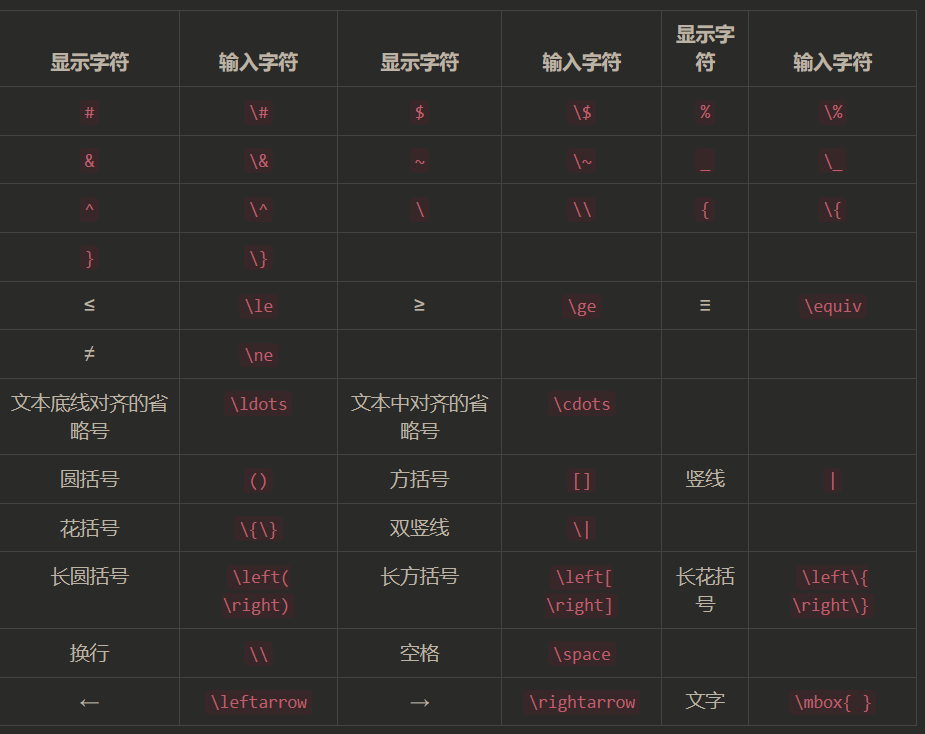 显示字符 输入字符 显示字符 输入字符 显示字符 输入字符
# \# $ \$ % \%
& \& ~ \~ _ \_
^ \^ \ \\ { \{
} \}
≤ \le ≥ \ge ≡ \equiv
≠ \ne
文本底线对齐的省略号 \ldots 文本中对齐的省略号 \cdots
圆括号 () 方括号 [] 竖线 |
花括号 \{\} 双竖线 \|
长圆括号 \left( \right) 长方括号 \left[ \right] 长花括号 \left\{ \right\}
换行 \\ 空格 \space
← \leftarrow → \rightarrow 文字 \mbox{ }